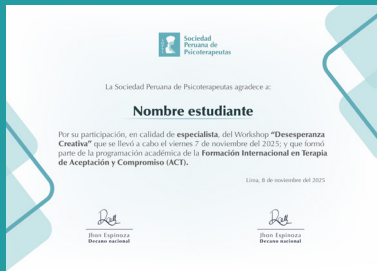 Sociedad
Peruana de
Psicoterapeutas
La Sociedad Peruana de Psicoterapeutas agradece a:
Nombre estudiante
Por su participación, en calidad de especialista, del Workshop “Desesperanza
Creativa” que se llevó a cabo el viernes 7 de noviembre del 2025; y que formó
parte de la programación académica de la Formación Internacional en Terapia
de Aceptación y Compromiso (ACT).
Lima, 8 de noviembre del 2025
Jhon Espinoza
Decano nacional
Jhon Espinoza
Decano nacional